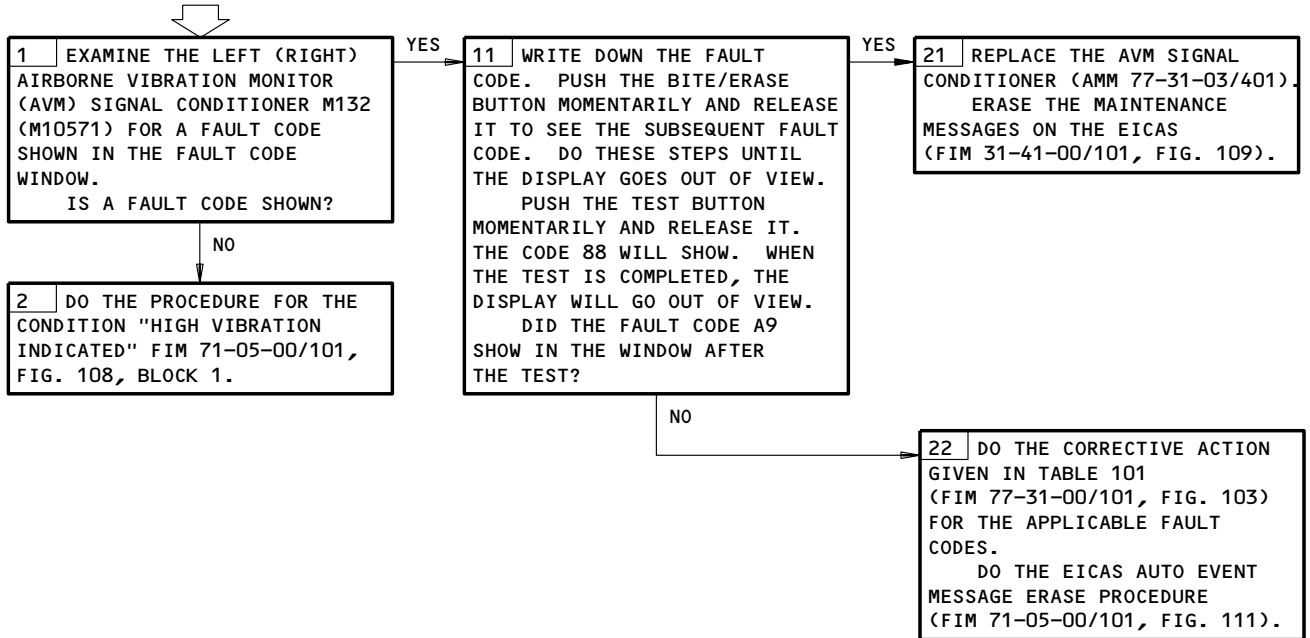 1 EXAMINE THE LEFT (RIGHT)
AIRBORNE VIBRATION MONITOR
(AVM) SIGNAL CONDITIONER M132
(M10571) FOR A FAULT CODE
SHOWN IN THE FAULT CODE
WINDOW.
IS A FAULT CODE SHOWN?
YES
NO
2 DO THE PROCEDURE FOR THE
CONDITION "HIGH VIBRATION
INDICATED" FIM 71-05-00/101,
FIG. 108, BLOCK 1.
11 WRITE DOWN THE FAULT
CODE. PUSH THE BITE/ERASE
BUTTON MOMENTARILY AND RELEASE
IT TO SEE THE SUBSEQUENT FAULT
CODE. DO THESE STEPS UNTIL
THE DISPLAY GOES OUT OF VIEW.
PUSH THE TEST BUTTON
MOMENTARILY AND RELEASE IT.
THE CODE 88 WILL SHOW. WHEN
THE TEST IS COMPLETED, THE
DISPLAY WILL GO OUT OF VIEW.
DID THE FAULT CODE A9
SHOW IN THE WINDOW AFTER
THE TEST?
YES
NO
21 REPLACE THE AVM SIGNAL
CONDITIONER (AMM 77-31-03/401).
ERASE THE MAINTENANCE
MESSAGES ON THE EICAS
(FIM 31-41-00/101, FIG. 109).
22 DO THE CORRECTIVE ACTION
GIVEN IN TABLE 101
(FIM 77-31-00/101, FIG. 103)
FOR THE APPLICABLE FAULT
CODES.
DO THE EICAS AUTO EVENT
MESSAGE ERASE PROCEDURE
(FIM 71-05-00/101, FIG. 111).